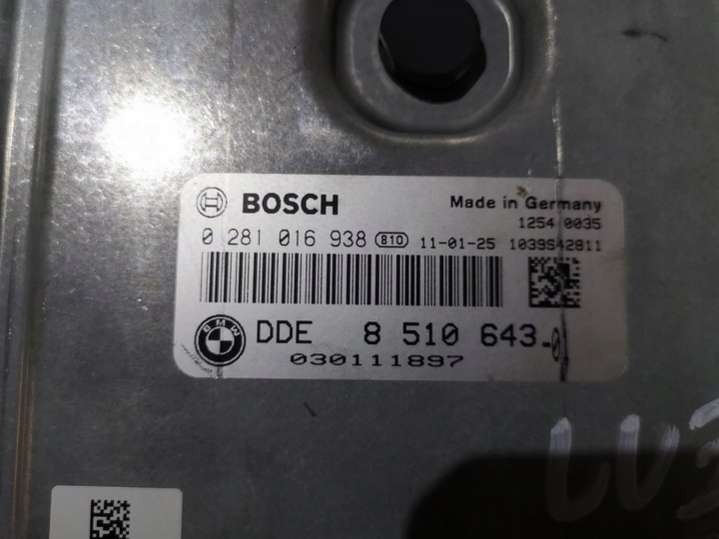 BOSCH Made in Germany
1254 0035
0 281 016 938 810 11-01-25 1039S42811
BMW DDE 8 510 643-01
030111897